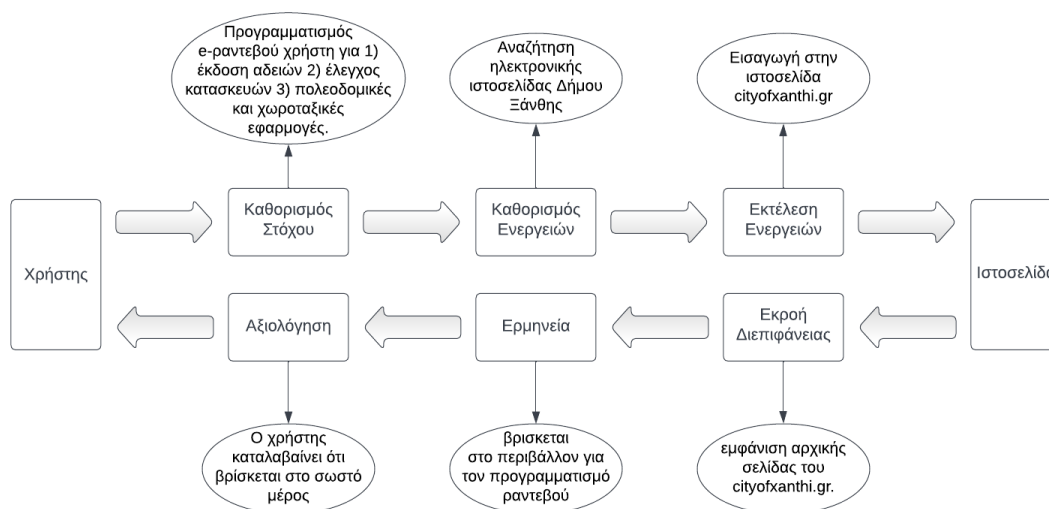 Προγραμματισμός
e-ραντεβού χρήστη για 1)
έκδοση αδειών 2) έλεγχος
κατασκευών 3) πολεοδομικές
και χωροταξικές
εφαρμογές.
Αναζήτηση
ηλεκτρονικής
ιστοσελίδας Δήμου
Ξάνθης
Εισαγωγή στην
ιστοσελίδα
cityofxanthi.gr
Χρήστης
Καθορισμός
Στόχου
Καθορισμός
Ενεργειών
Εκτέλεση
Ενεργειών
Ιστοσελίδα
Αξιολόγηση
Ερμηνεία
Εκροή
Διεπιφάνειας
Ο χρήστης
καταλαβαίνει ότι
βρίσκεται στο σωστό
μέρος
βρισκεται
στο περιβάλλον για
τον προγραμματισμό
ραντεβού
εμφάνιση αρχικής
σελίδας του
cityofxanthi.gr.